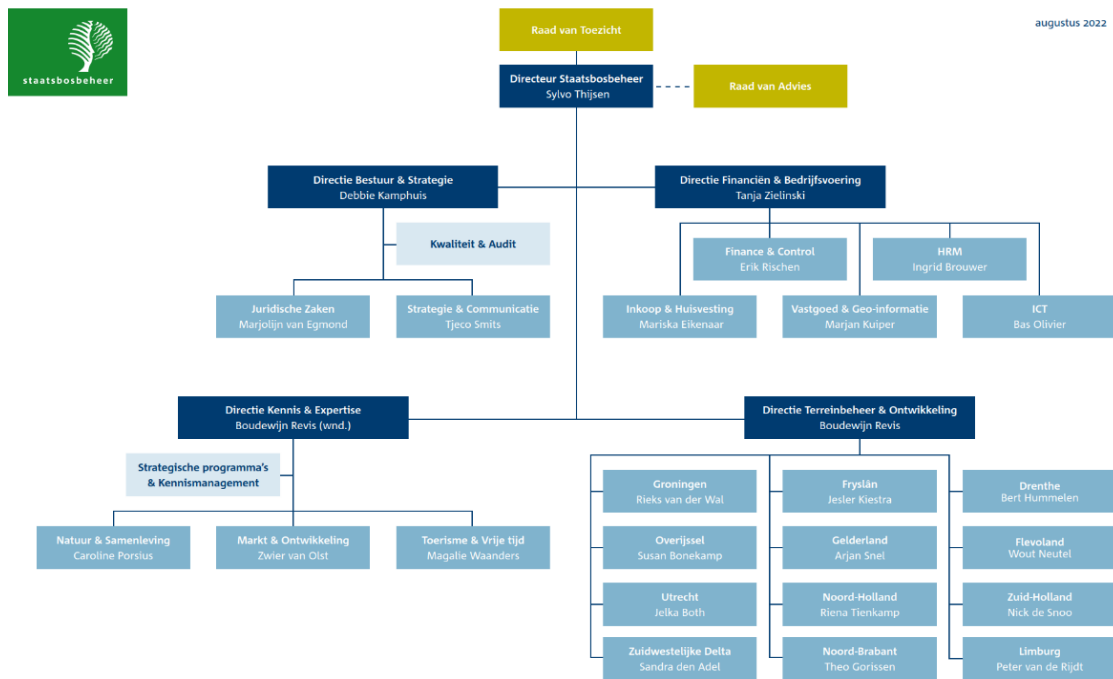 staatsbosbeheer
augustus 2022
Raad van Toezicht
Directeur Staatsbosbeheer
Sylvo Thijsen
Raad van Advies
Directie Bestuur & Strategie
Debbie Kamphuis
Directie Financiën & Bedrijfsvoering
Tanja Zielinski
Kwaliteit & Audit
Finance & Control
Erik Rischen
HRM
Ingrid Brouwer
Juridische Zaken
Marjolijn van Egmond
Strategie & Communicatie
Tjeco Smits
Inkoop & Huisvesting
Mariska Eikenaar
Vastgoed & Geo-informatie
Marjan Kuiper
ICT
Bas Olivier
Directie Kennis & Expertise
Boudewijn Revis (wnd.)
Directie Terreinbeheer & Ontwikkeling
Boudewijn Revis
Strategische programma's
& Kennismanagement
Natuur & Samenleving
Caroline Porsius
Markt & Ontwikkeling
Zwier van Olst
Toerisme & Vrije tijd
Magalie Waanders
Groningen
Rieks van der Wal
Fryslân
Jesler Kiestra
Drenthe
Bert Hummelen
Overijssel
Susan Bonekamp
Gelderland
Arjan Snel
Flevoland
Wout Neutel
Utrecht
Jelka Both
Noord-Holland
Riena Tienkamp
Zuid-Holland
Nick de Snoo
Zuidwestelijke Delta
Sandra den Adel
Noord-Brabant
Theo Gorissen
Limburg
Peter van de Rijdt